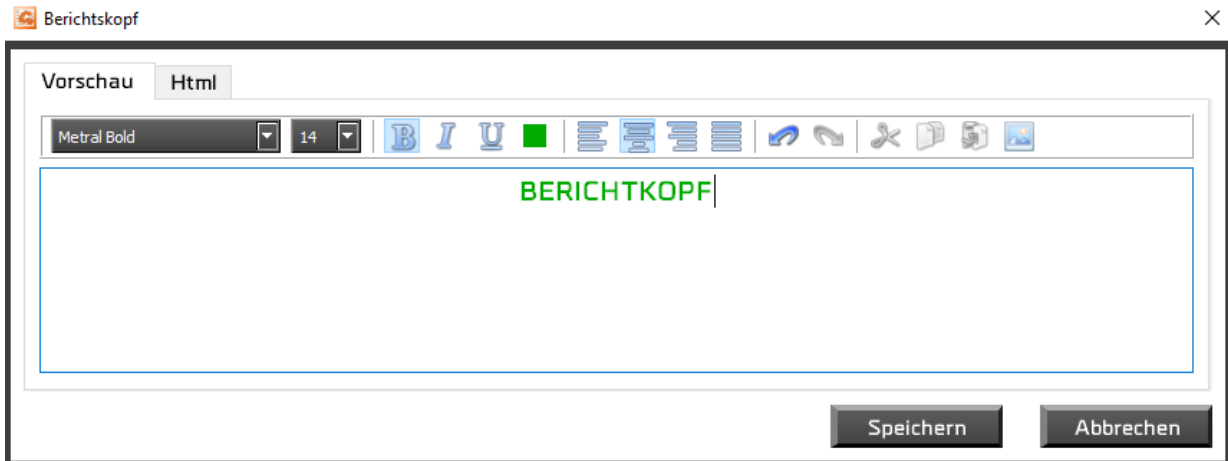 Berichtskopf
Vorschau Html
Metral Bold 14 B I U
BERICHTKOPF
Speichern Abbrechen